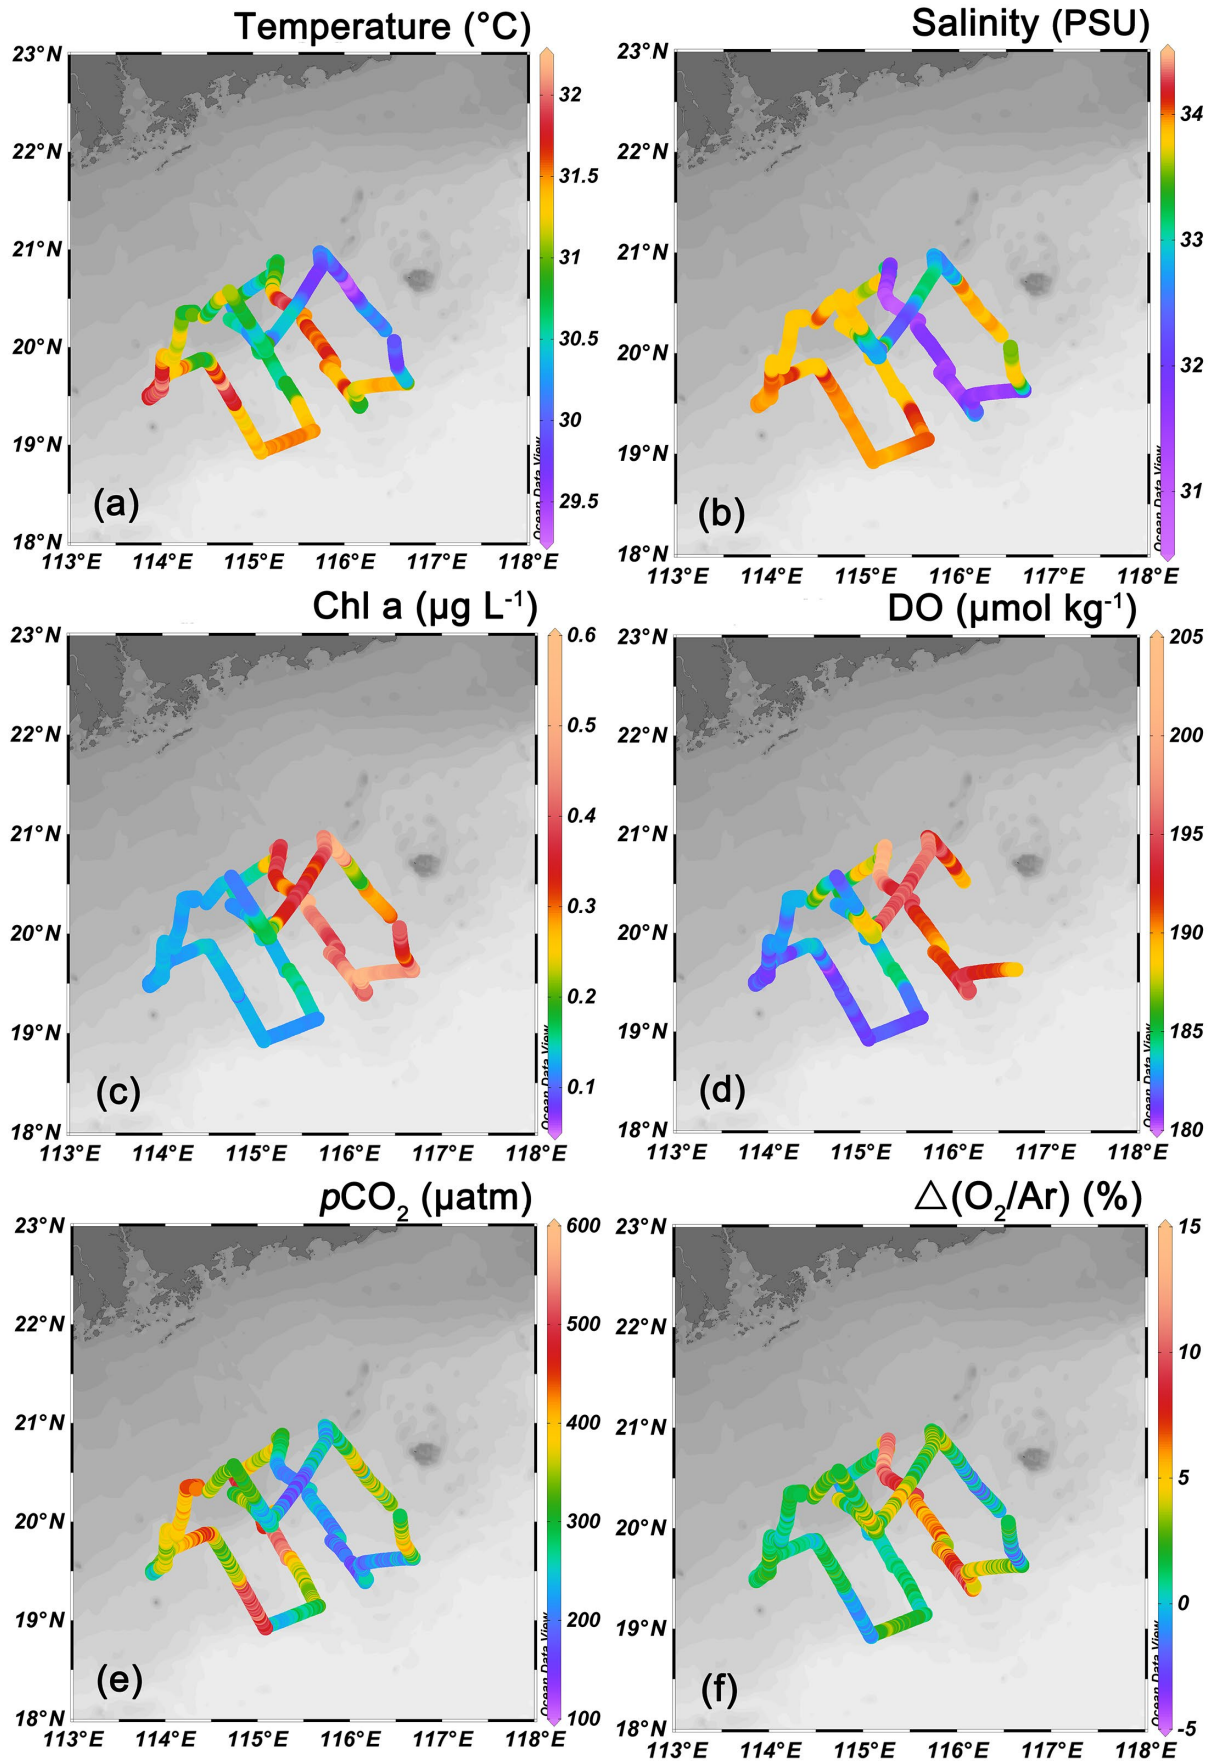 Temperature (°C)
23°N
22°N
21°N
20°N
19°N
18°N
113°E 114°E 115°E 116°E 117°E 118°E
32
31.5
31
30.5
30
29.5
Ocean Data View
(a)
Salinity (PSU)
23°N
22°N
21°N
20°N
19°N
18°N
113°E 114°E 115°E 116°E 117°E 118°E
34
33
32
31
Ocean Data View
(b)
Chl a (μg L-1)
23°N
22°N
21°N
20°N
19°N
18°N
113°E 114°E 115°E 116°E 117°E 118°E
0.6
0.5
0.4
0.3
0.2
0.1
Ocean Data View
(c)
DO (μmol kg-1)
23°N
22°N
21°N
20°N
19°N
18°N
113°E 114°E 115°E 116°E 117°E 118°E
205
200
195
190
185
180
Ocean Data View
(d)
pCO2 (μatm)
23°N
22°N
21°N
20°N
19°N
18°N
113°E 114°E 115°E 116°E 117°E 118°E
600
500
400
300
200
100
Ocean Data View
(e)
△(O2/Ar) (%)
23°N
22°N
21°N
20°N
19°N
18°N
113°E 114°E 115°E 116°E 117°E 118°E
15
10
5
0
-5
Ocean Data View
(f)